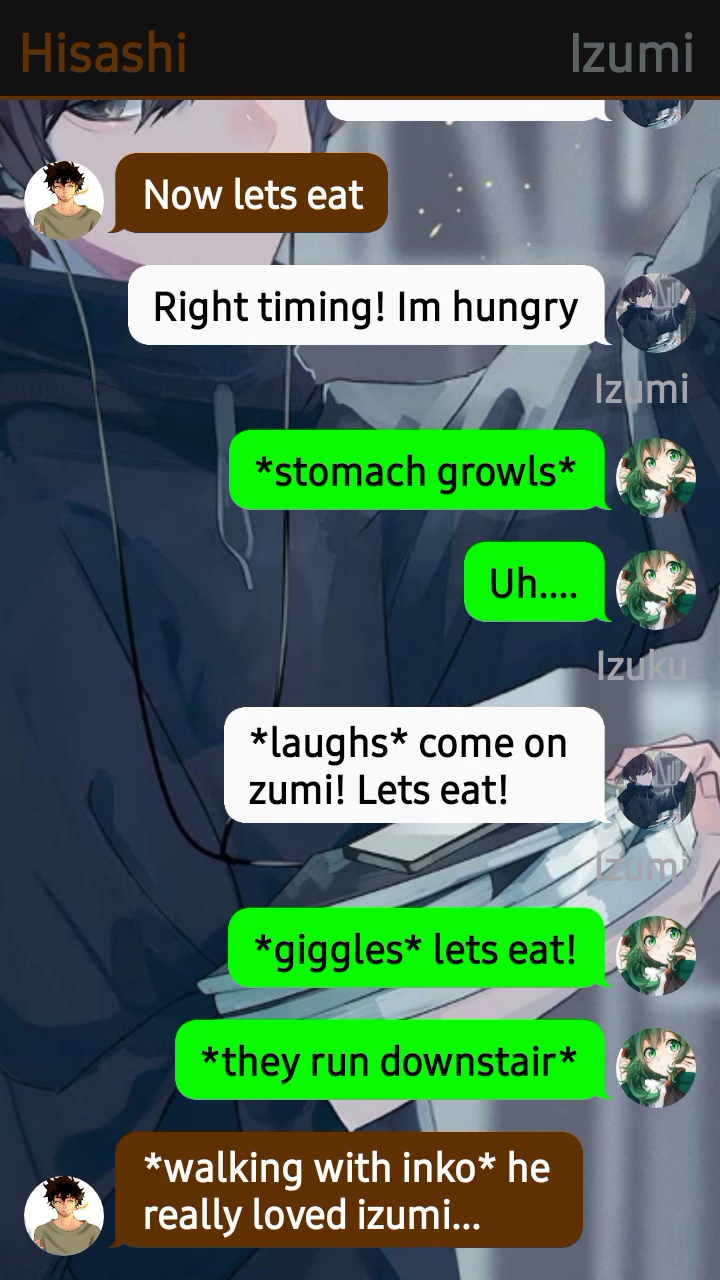 Hisashi
Izumi
Now lets eat
Right timing! Im hungry
Izumi
*stomach growls*
Uh....
Izuku
*laughs* come on
zumi! Lets eat!
Izumi
*giggles* lets eat!
*they run downstair*
*walking with inko* he
really loved izumi...